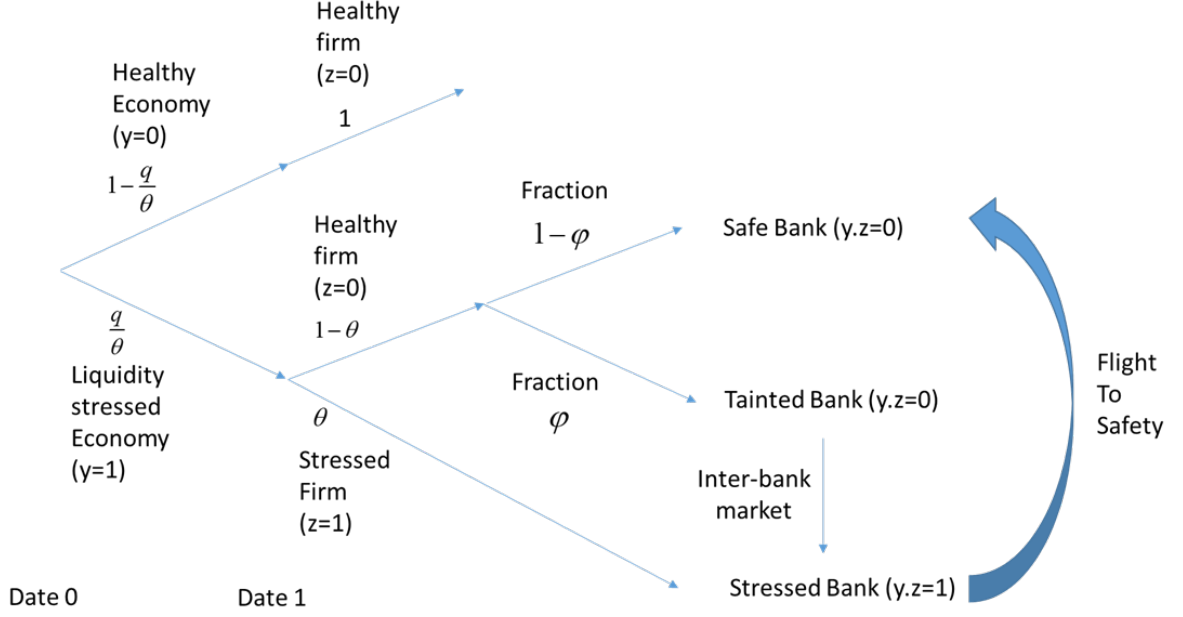 Healthy
firm
(z=0)
1
Healthy
Economy
(y=0)
1−q/θ
Fraction
1−φ
Safe Bank (y.z=0)
Healthy
firm
(z=0)
1−θ
q/θ
Liquidity
stressed
Economy
(y=1)
θ
Stressed
Firm
(z=1)
Fraction
φ
Tainted Bank (y.z=0)
Inter-bank
market
Stressed Bank (y.z=1)
Flight
To
Safety
Date 0
Date 1